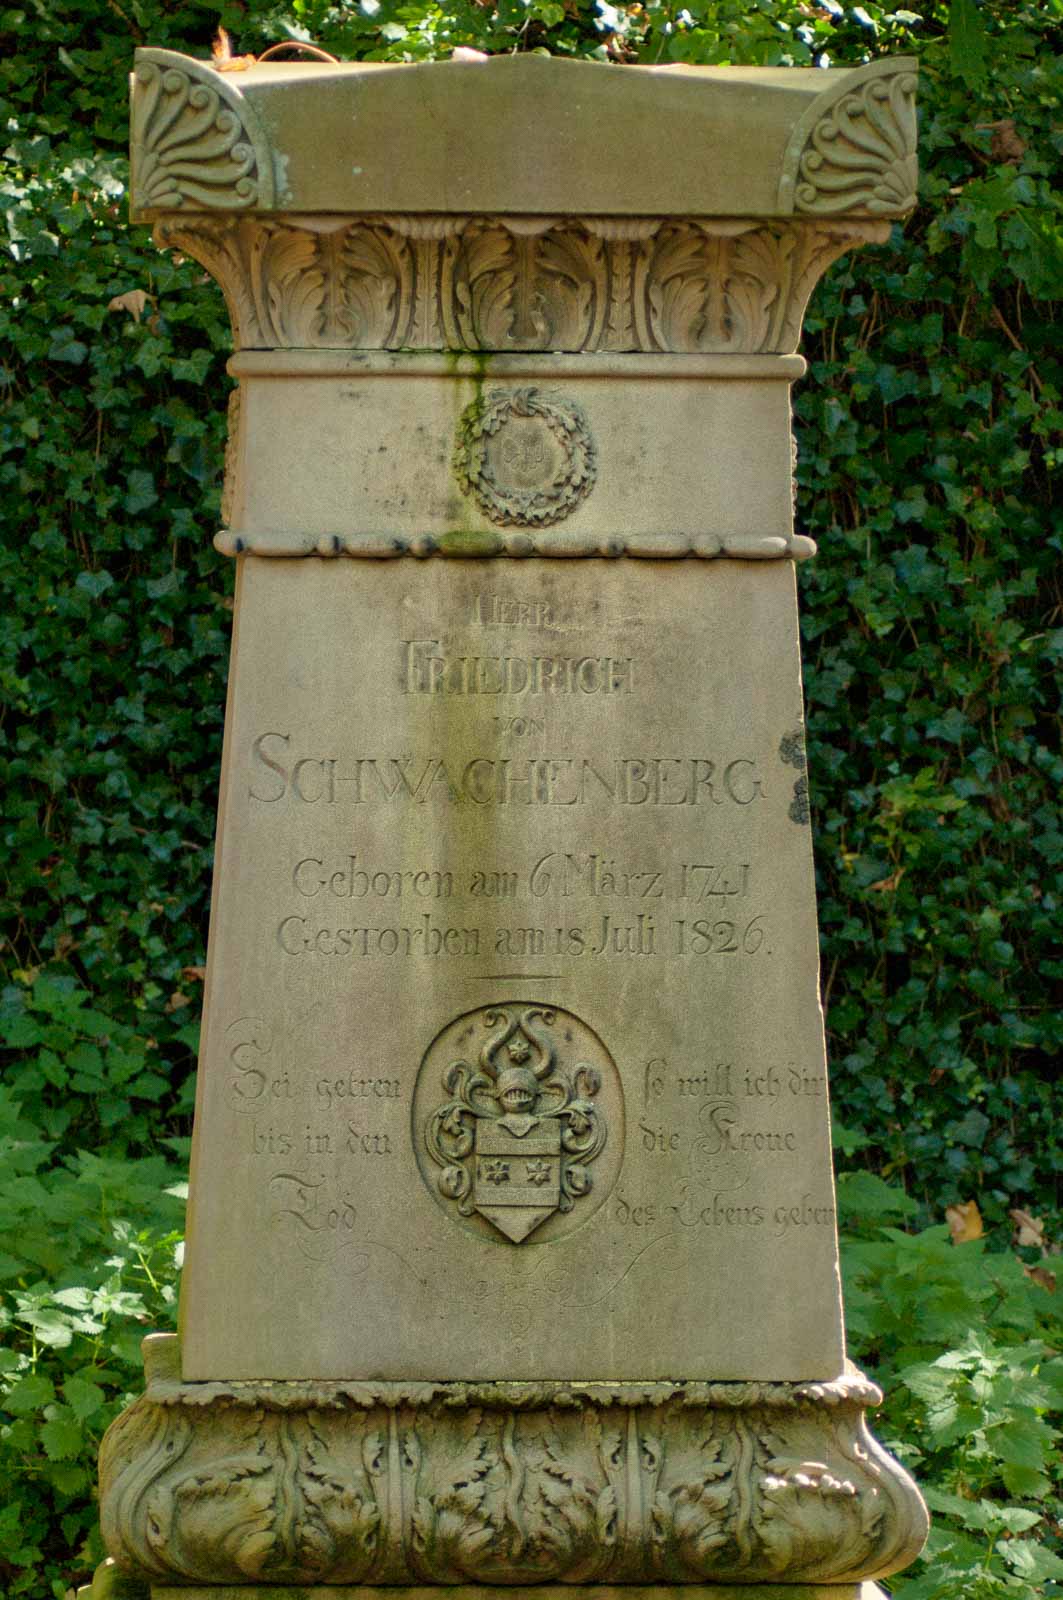 HERR
FRIEDRICH
VON
SCHWACHENBERG
Geboren am 6 März 1741
Gestorben am 18 Juli 1826.
Sei getreu
bis in den
Tod
so will ich dir
die Krone
des Lebens geben